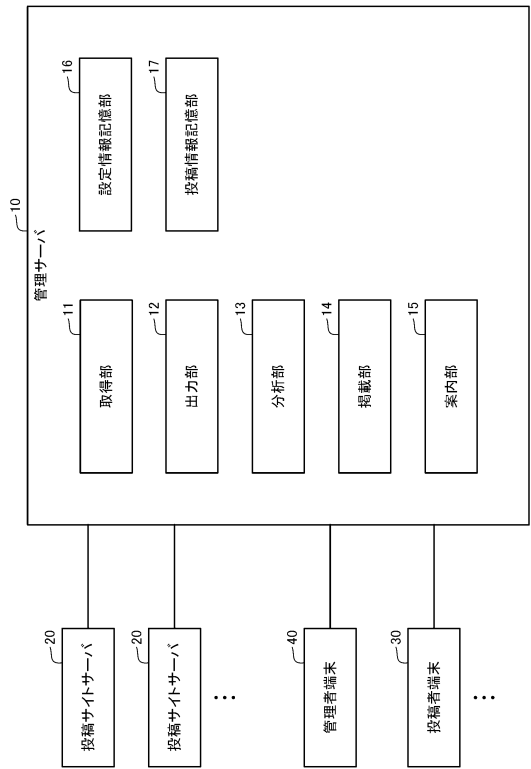 10
管理サーバ
11
取得部
12
出力部
13
分析部
14
掲載部
15
案内部
16
設定情報記憶部
17
投稿情報記憶部
20
投稿サイトサーバ
20
投稿サイトサーバ
…
40
管理者端末
30
投稿者端末
…